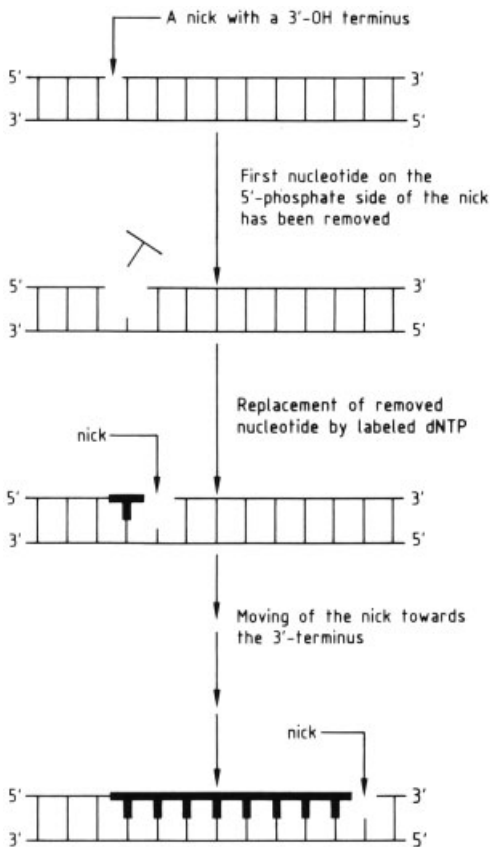 A nick with a 3'-OH terminus
5' 3'
3' 5'
First nucleotide on the
5'-phosphate side of the nick
has been removed
5' 3'
3' 5'
Replacement of removed
nucleotide by labeled dNTP
nick
5' 3'
3' 5'
Moving of the nick towards
the 3'-terminus
nick
5' 3'
3' 5'